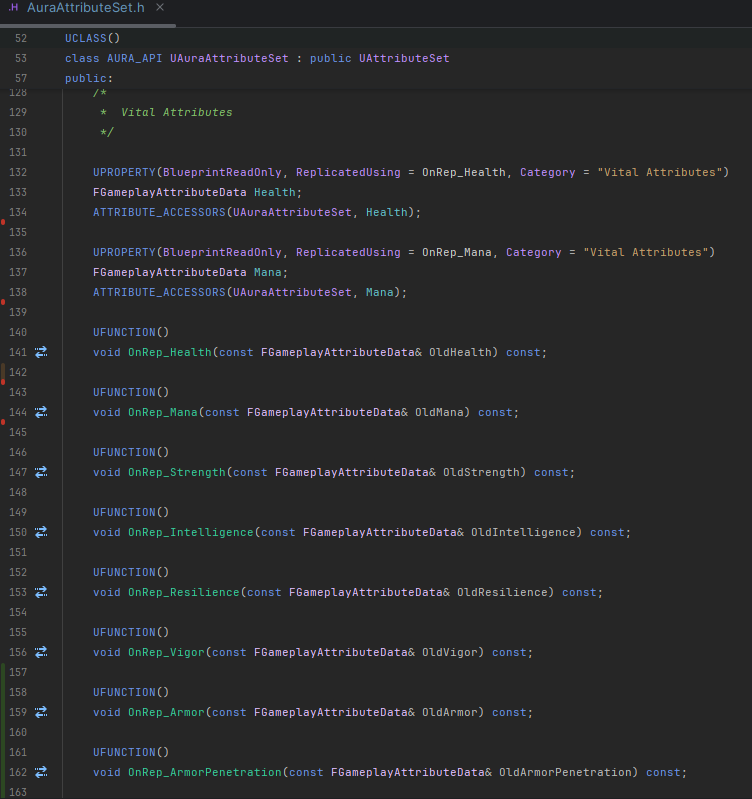 .H AuraAttributeSet.h ×
52 UCLASS()
53 class AURA_API UAuraAttributeSet : public UAttributeSet
57 public:
128 /*
129 * Vital Attributes
130 */
131
132 UPROPERTY(BlueprintReadOnly, ReplicatedUsing = OnRep_Health, Category = "Vital Attributes")
133 FGameplayAttributeData Health;
134 ATTRIBUTE_ACCESSORS(UAuraAttributeSet, Health);
135
136 UPROPERTY(BlueprintReadOnly, ReplicatedUsing = OnRep_Mana, Category = "Vital Attributes")
137 FGameplayAttributeData Mana;
138 ATTRIBUTE_ACCESSORS(UAuraAttributeSet, Mana);
139
140 UFUNCTION()
141 void OnRep_Health(const FGameplayAttributeData& OldHealth) const;
142
143 UFUNCTION()
144 void OnRep_Mana(const FGameplayAttributeData& OldMana) const;
145
146 UFUNCTION()
147 void OnRep_Strength(const FGameplayAttributeData& OldStrength) const;
148
149 UFUNCTION()
150 void OnRep_Intelligence(const FGameplayAttributeData& OldIntelligence) const;
151
152 UFUNCTION()
153 void OnRep_Resilience(const FGameplayAttributeData& OldResilience) const;
154
155 UFUNCTION()
156 void OnRep_Vigor(const FGameplayAttributeData& OldVigor) const;
157
158 UFUNCTION()
159 void OnRep_Armor(const FGameplayAttributeData& OldArmor) const;
160
161 UFUNCTION()
162 void OnRep_ArmorPenetration(const FGameplayAttributeData& OldArmorPenetration) const;
163